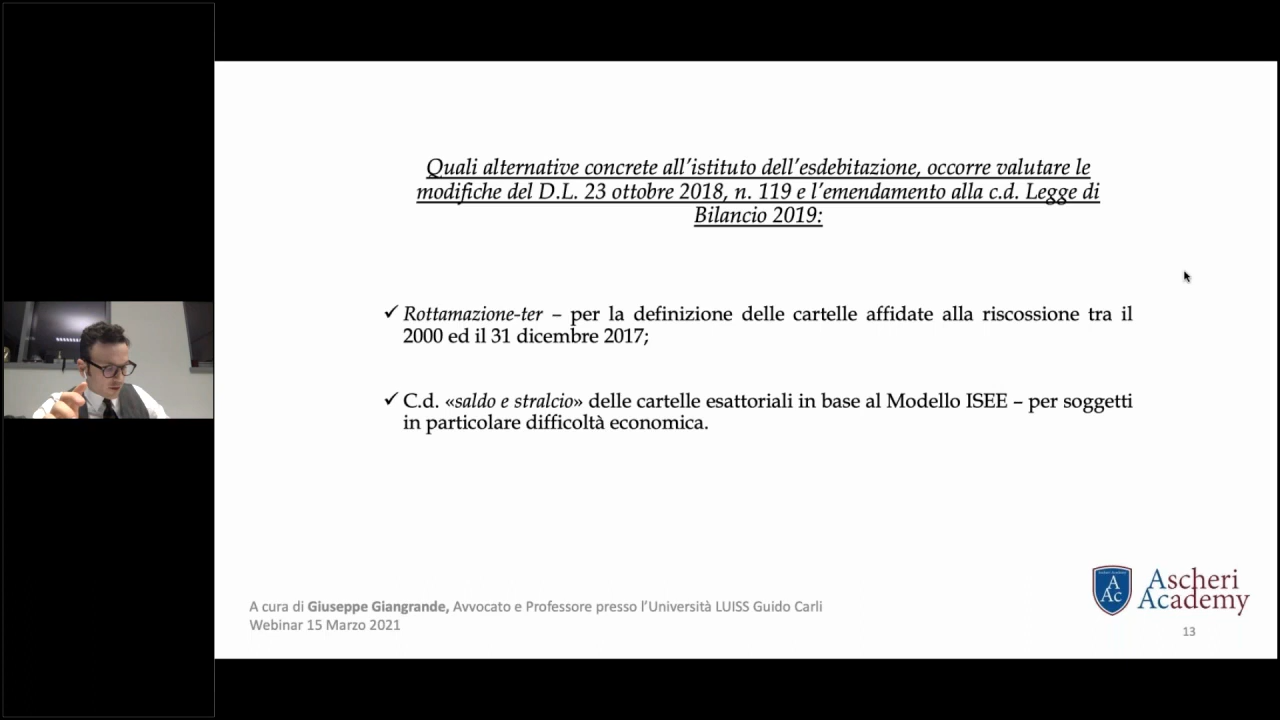 Quali alternative concrete all'istituto dell'esdebitazione, occorre valutare le
modifiche del D.L. 23 ottobre 2018, n. 119 e l'emendamento alla c.d. Legge di
Bilancio 2019:
✓ Rottamazione-ter – per la definizione delle cartelle affidate alla riscossione tra il
2000 ed il 31 dicembre 2017;
✓ C.d. «saldo e stralcio» delle cartelle esattoriali in base al Modello ISEE – per soggetti
in particolare difficoltà economica.
A cura di Giuseppe Giangrande, Avvocato e Professore presso l'Università LUISS Guido Carli
Webinar 15 Marzo 2021
A
Ac
Ascheri
Academy
13